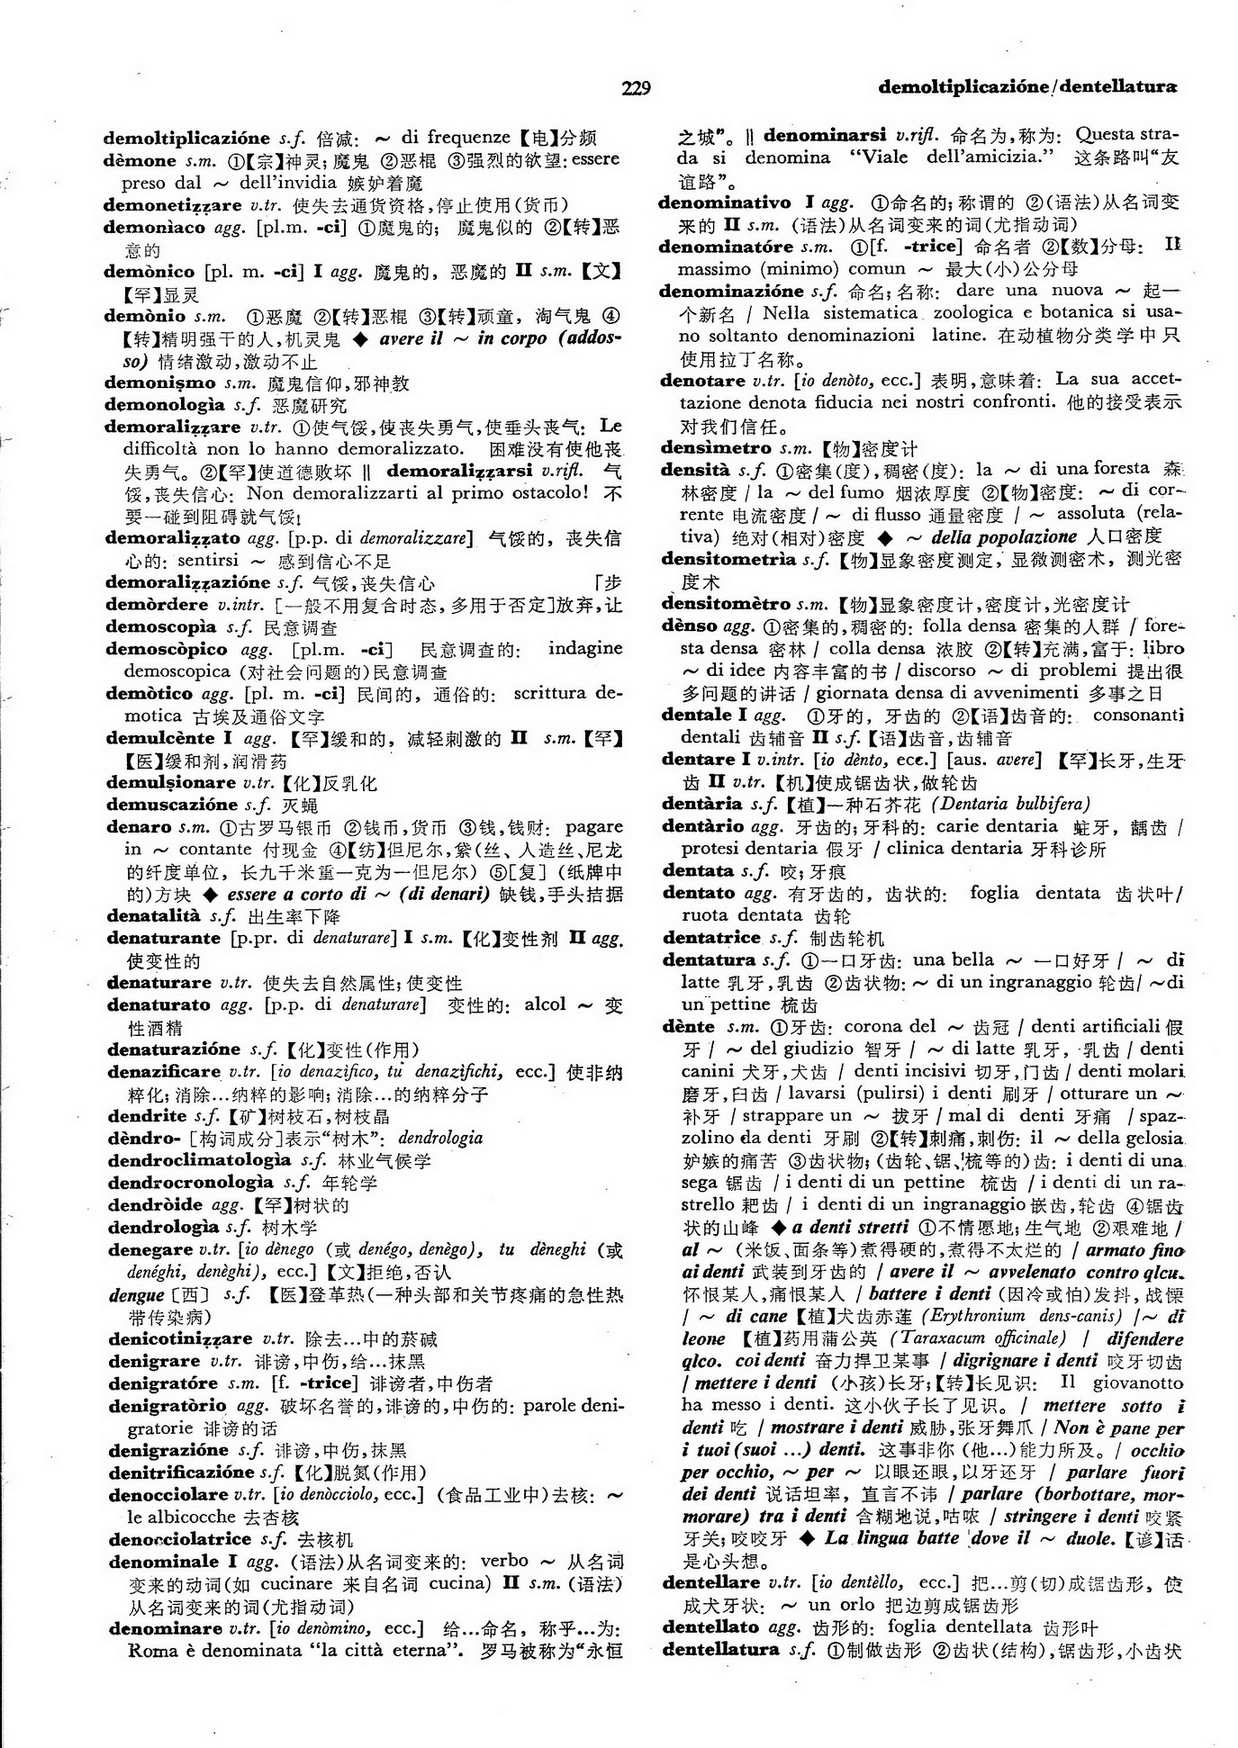 229
demoltiplicazióne/dentellatura
demoltiplicazióne s.f. 倍减: ~ di frequenze【电】分频
dèmone s.m. ①【宗】神灵; 魔鬼 ②恶棍 ③强烈的欲望: essere
preso dal ~ dell'invidia 嫉妒着魔
demonetizzare v.tr. 使失去通货资格,停止使用(货币)
demonìaco agg. [pl.m. -ci] ①魔鬼的; 魔鬼似的 ②【转】恶
意的
demònico [pl. m. -ci] I agg. 魔鬼的, 恶魔的 II s.m.【文】
【罕】显灵
demònio s.m. ①恶魔 ②【转】恶棍 ③【转】顽童, 淘气鬼 ④
【转】精明强干的人,机灵鬼 ◆ avere il ~ in corpo (addos-
so) 情绪激动,激动不止
demonismo s.m. 魔鬼信仰,邪神教
demonologìa s.f. 恶魔研究
demoralizzare v.tr. ①使气馁,使丧失勇气,使垂头丧气: Le
difficoltà non lo hanno demoralizzato. 困难没有使他丧
失勇气。②【罕】使道德败坏 ‖ demoralizzarsi v.rifl. 气
馁,丧失信心: Non demoralizzarti al primo ostacolo! 不
要一碰到阻碍就气馁!
demoralizzato agg. [p.p. di demoralizzare] 气馁的, 丧失信
心的: sentirsi ~ 感到信心不足
demoralizzazióne s.f. 气馁,丧失信心 「步
demòrdere v.intr. [一般不用复合时态,多用于否定]放弃,让
demoscopìa s.f. 民意调查
demoscòpico agg. [pl.m. -ci] 民意调查的: indagine
demoscopica (对社会问题的)民意调查
demòtico agg. [pl. m. -ci] 民间的, 通俗的: scrittura de-
motica 古埃及通俗文字
demulcènte I agg. 【罕】缓和的, 减轻刺激的 II s.m.【罕】
【医】缓和剂,润滑药
demulsionare v.tr.【化】反乳化
demuscazióne s.f. 灭蝇
denaro s.m. ①古罗马银币 ②钱币,货币 ③钱,钱财: pagare
in ~ contante 付现金 ④【纺】但尼尔,紫(丝、人造丝、尼龙
的纤度单位, 长九千米重一克为一但尼尔) ⑤[复] (纸牌中
的)方块 ◆ essere a corto di ~ (di denari) 缺钱,手头拮据
denatalità s.f. 出生率下降
denaturante [p.pr. di denaturare] I s.m.【化】变性剂 II agg.
使变性的
denaturare v.tr. 使失去自然属性; 使变性
denaturato agg. [p.p. di denaturare] 变性的: alcol ~ 变
性酒精
denaturazióne s.f.【化】变性(作用)
denazificare v.tr. [io denazifico, tu denazifichi, ecc.] 使非纳
粹化; 消除…纳粹的影响; 消除…的纳粹分子
dendrite s.f.【矿】树枝石,树枝晶
dèndro- [构词成分]表示“树木”: dendrologia
dendroclimatologìa s.f. 林业气候学
dendrocronologìa s.f. 年轮学
dendròide agg.【罕】树状的
dendrologìa s.f. 树木学
denegare v.tr. [io dènego (或 denégo, denègo), tu dèneghi (或
denéghi, denèghi), ecc.]【文】拒绝,否认
dengue [西] s.f. 【医】登革热(一种头部和关节疼痛的急性热
带传染病)
denicotinizzare v.tr. 除去…中的菸碱
denigrare v.tr. 诽谤,中伤,给…抹黑
denigratóre s.m. [f. -trice] 诽谤者,中伤者
denigratòrio agg. 破坏名誉的,诽谤的,中伤的: parole deni-
gratorie 诽谤的话
denigrazióne s.f. 诽谤,中伤,抹黑
denitrificazióne s.f.【化】脱氮(作用)
denocciolare v.tr. [io denòcciolo, ecc.] (食品工业中)去核: ~
le albicocche 去杏核
denocciolatrice s.f. 去核机
denominale I agg. (语法)从名词变来的: verbo ~ 从名词
变来的动词(如 cucinare 来自名词 cucina) II s.m. (语法)
从名词变来的词(尤指动词)
denominare v.tr. [io denòmino, ecc.] 给…命名, 称乎…为:
Roma è denominata “la città eterna”. 罗马被称为“永恒
之城”。‖ denominarsi v.rifl. 命名为,称为: Questa stra-
da si denomina “Viale dell'amicizia.” 这条路叫“友
谊路”。
denominativo I agg. ①命名的; 称谓的 ②(语法)从名词变
来的 II s.m. (语法)从名词变来的词(尤指动词)
denominatóre s.m. ①[f. -trice] 命名者 ②【数】分母: Il
massimo (minimo) comun ~ 最大(小)公分母
denominazióne s.f. 命名; 名称: dare una nuova ~ 起一
个新名 / Nella sistematica zoologica e botanica si usa-
no soltanto denominazioni latine. 在动植物分类学中只
使用拉丁名称。
denotare v.tr. [io denòto, ecc.] 表明,意味着: La sua accet-
tazione denota fiducia nei nostri confronti. 他的接受表示
对我们信任。
densìmetro s.m.【物】密度计
densità s.f. ①密集(度),稠密(度): la ~ di una foresta 森
林密度 / la ~ del fumo 烟浓厚度 ②【物】密度: ~ di cor-
rente 电流密度 / ~ di flusso 通量密度 / ~ assoluta (rela-
tiva) 绝对(相对)密度 ◆ ~ della popolazione 人口密度
densitometrìa s.f.【物】显象密度测定, 显微测密术, 测光密
度术
densitomètro s.m.【物】显象密度计,密度计,光密度计
dènso agg. ①密集的,稠密的: folla densa 密集的人群 / fore-
sta densa 密林 / colla densa 浓胶 ②【转】充满,富于: libro
~ di idee 内容丰富的书 / discorso ~ di problemi 提出很
多问题的讲话 / giornata densa di avvenimenti 多事之日
dentale I agg. ①牙的, 牙齿的 ②【语】齿音的: consonanti
dentali 齿辅音 II s.f.【语】齿音,齿辅音
dentare I v.intr. [io dènto, ecc.] [aus. avere] 【罕】长牙,生牙
齿 II v.tr.【机】使成锯齿状,做轮齿
dentària s.f.【植】一种石芥花 (Dentaria bulbifera)
dentàrio agg. 牙齿的; 牙科的: carie dentaria 蛀牙, 龋齿 /
protesi dentaria 假牙 / clinica dentaria 牙科诊所
dentata s.f. 咬; 牙痕
dentato agg. 有牙齿的, 齿状的: foglia dentata 齿状叶/
ruota dentata 齿轮
dentatrice s.f. 制齿轮机
dentatura s.f. ①一口牙齿: una bella ~ 一口好牙 / ~ di
latte 乳牙,乳齿 ②齿状物: ~ di un ingranaggio 轮齿/ ~di
un pettine 梳齿
dènte s.m. ①牙齿: corona del ~ 齿冠 / denti artificiali 假
牙 / ~ del giudizio 智牙 / ~ di latte 乳牙, 乳齿 / denti
canini 犬牙,犬齿 / denti incisivi 切牙,门齿 / denti molari
磨牙,臼齿 / lavarsi (pulirsi) i denti 刷牙 / otturare un ~
补牙 / strappare un ~ 拔牙 / mal di denti 牙痛 / spaz-
zolino da denti 牙刷 ②【转】刺痛,刺伤: il ~ della gelosia
妒嫉的痛苦 ③齿状物; (齿轮、锯、梳等的)齿: i denti di una
sega 锯齿 / i denti di un pettine 梳齿 / i denti di un ra-
strello 耙齿 / i denti di un ingranaggio 嵌齿,轮齿 ④锯齿
状的山峰 ◆ a denti stretti ①不情愿地; 生气地 ②艰难地 /
al ~ (米饭、面条等)煮得硬的,煮得不太烂的 / armato fino
ai denti 武装到牙齿的 / avere il ~ avvelenato contro qlcu.
怀恨某人,痛恨某人 / battere i denti (因冷或怕)发抖, 战慄
/ ~ di cane【植】犬齿赤莲 (Erythronium dens-canis) /~ di
leone 【植】药用蒲公英 (Taraxacum officinale) / difendere
qlco. coi denti 奋力捍卫某事 / digrignare i denti 咬牙切齿
/ mettere i denti (小孩)长牙;【转】长见识: Il giovanotto
ha messo i denti. 这小伙子长了见识。/ mettere sotto i
denti 吃 / mostrare i denti 威胁,张牙舞爪 / Non è pane per
i tuoi (suoi …) denti. 这事非你 (他…)能力所及。/ occhio
per occhio, ~ per ~ 以眼还眼,以牙还牙 / parlare fuori
dei denti 说话坦率, 直言不讳 / parlare (borbottare, mor-
morare) tra i denti 含糊地说,咕哝 / stringere i denti 咬紧
牙关; 咬咬牙 ◆ La lingua batte dove il ~ duole.【谚】话
是心头想。
dentellare v.tr. [io dentèllo, ecc.] 把…剪(切)成锯齿形, 使
成犬牙状: ~ un orlo 把边剪成锯齿形
dentellato agg. 齿形的: foglia dentellata 齿形叶
dentellatura s.f. ①制做齿形 ②齿状(结构),锯齿形,小齿状